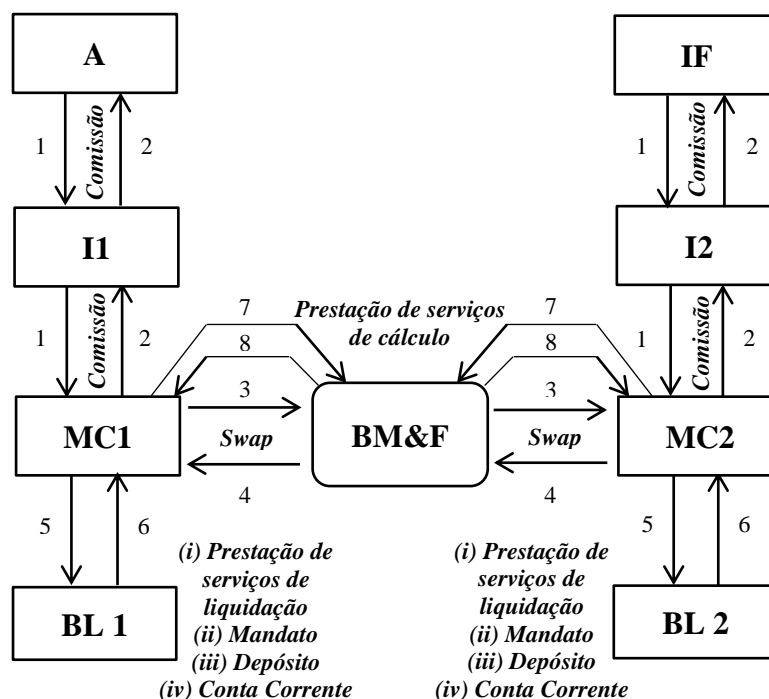 A
IF
1
Comissão
2
1
Comissão
2
I1
I2
1
Comissão
2
7
8
Prestação de serviços
de cálculo
7
8
1
Comissão
2
MC1
3
Swap
4
BM&F
3
Swap
4
MC2
5
6
5
6
(i) Prestação de
serviços de
liquidação
(ii) Mandato
(iii) Depósito
(iv) Conta Corrente
(i) Prestação de
serviços de
liquidação
(ii) Mandato
(iii) Depósito
(iv) Conta Corrente
BL 1
BL 2